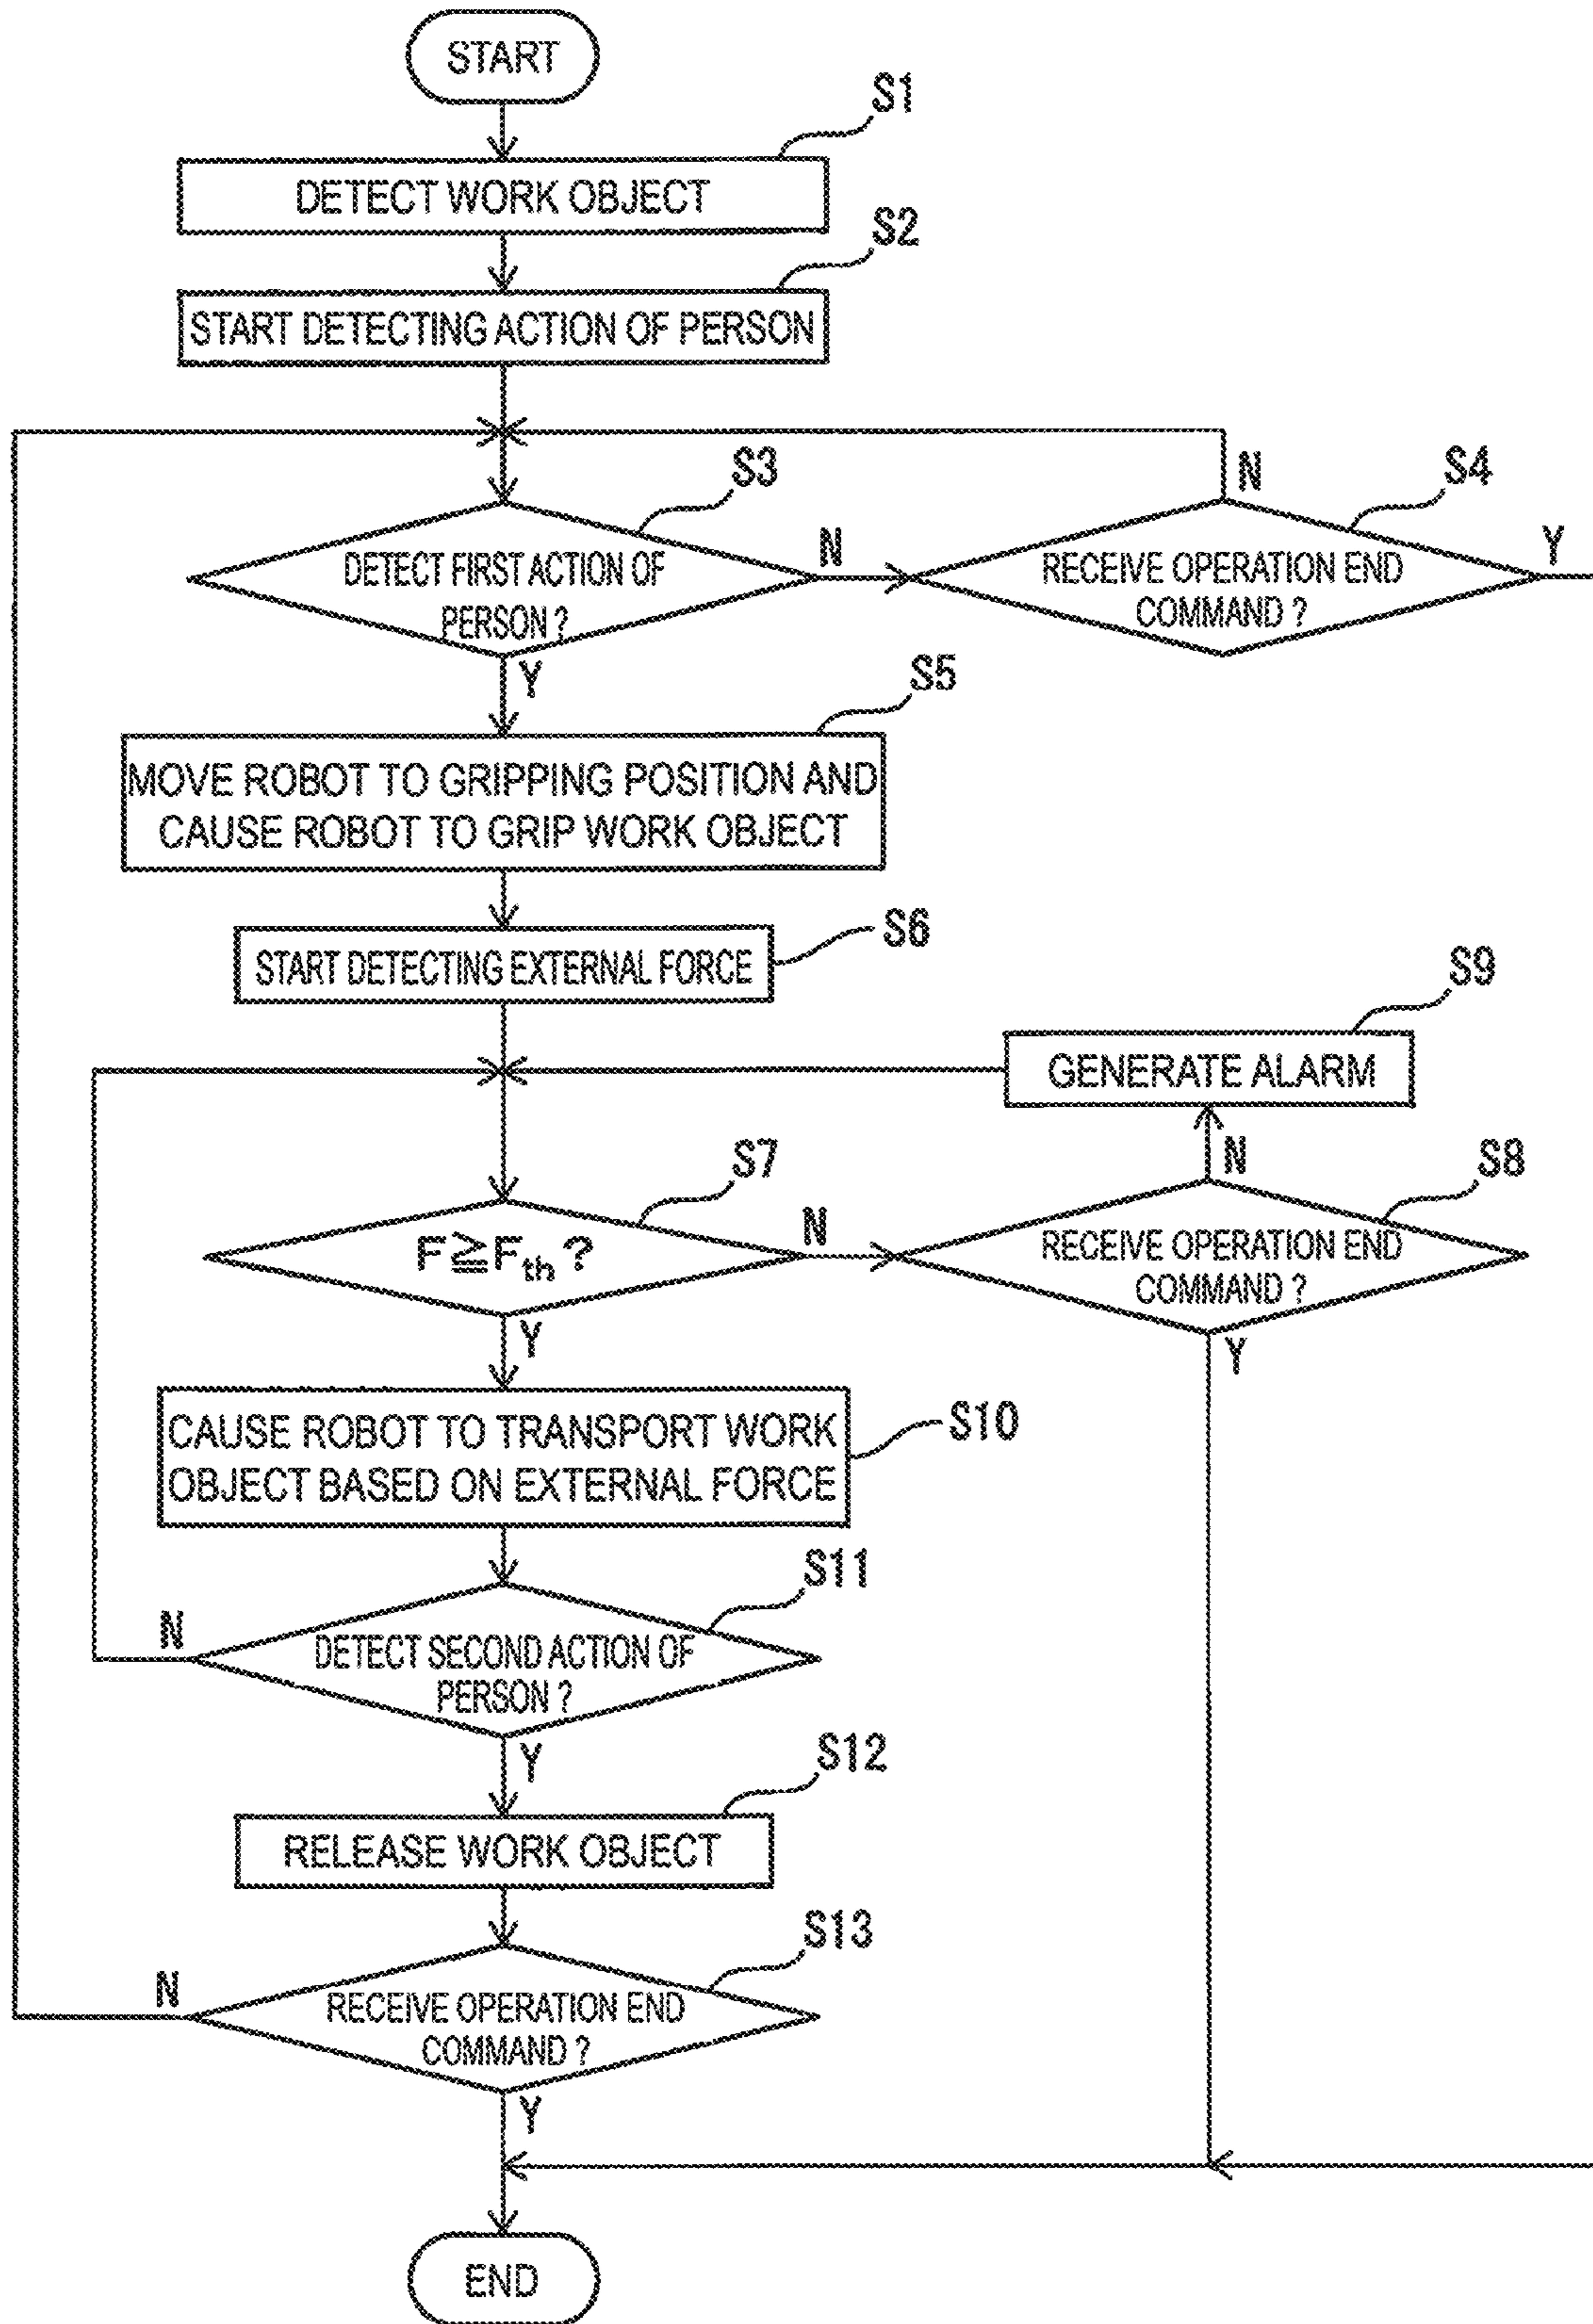 START
S1
DETECT WORK OBJECT
S2
START DETECTING ACTION OF PERSON
S3
DETECT FIRST ACTION OF
PERSON ?
N
Y
S4
RECEIVE OPERATION END
COMMAND ?
N
Y
S5
MOVE ROBOT TO GRIPPING POSITION AND
CAUSE ROBOT TO GRIP WORK OBJECT
S6
START DETECTING EXTERNAL FORCE
S9
GENERATE ALARM
S7
F≧Fth ?
N
Y
S8
RECEIVE OPERATION END
COMMAND ?
N
Y
S10
CAUSE ROBOT TO TRANSPORT WORK
OBJECT BASED ON EXTERNAL FORCE
S11
DETECT SECOND ACTION OF
PERSON ?
N
Y
S12
RELEASE WORK OBJECT
S13
RECEIVE OPERATION END
COMMAND ?
N
Y
END